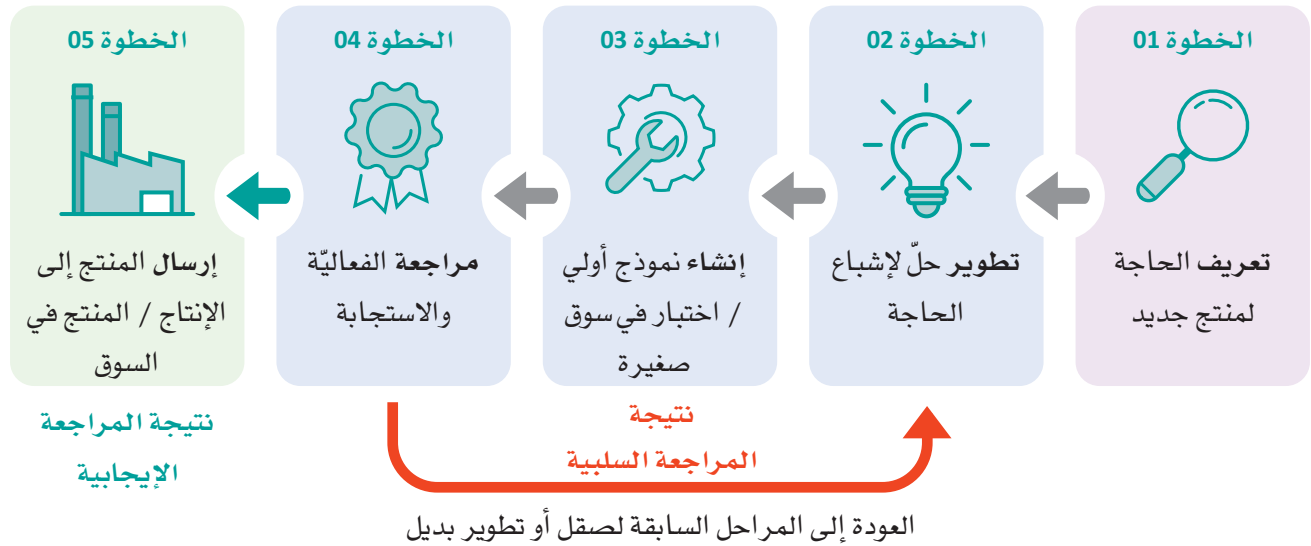 الخطوة 01
تعريف الحاجة
لمنتج جديد
الخطوة 02
تطوير حلّ لإشباع
الحاجة
الخطوة 03
إنشاء نموذج أولي
/ اختبار في سوق
صغيرة
الخطوة 04
مراجعة الفعاليّة
والاستجابة
الخطوة 05
إرسال المنتج إلى
الإنتاج / المنتج في
السوق
نتيجة
المراجعة السلبية
نتيجة المراجعة
الإيجابية
العودة إلى المراحل السابقة لصقل أو تطوير بديل